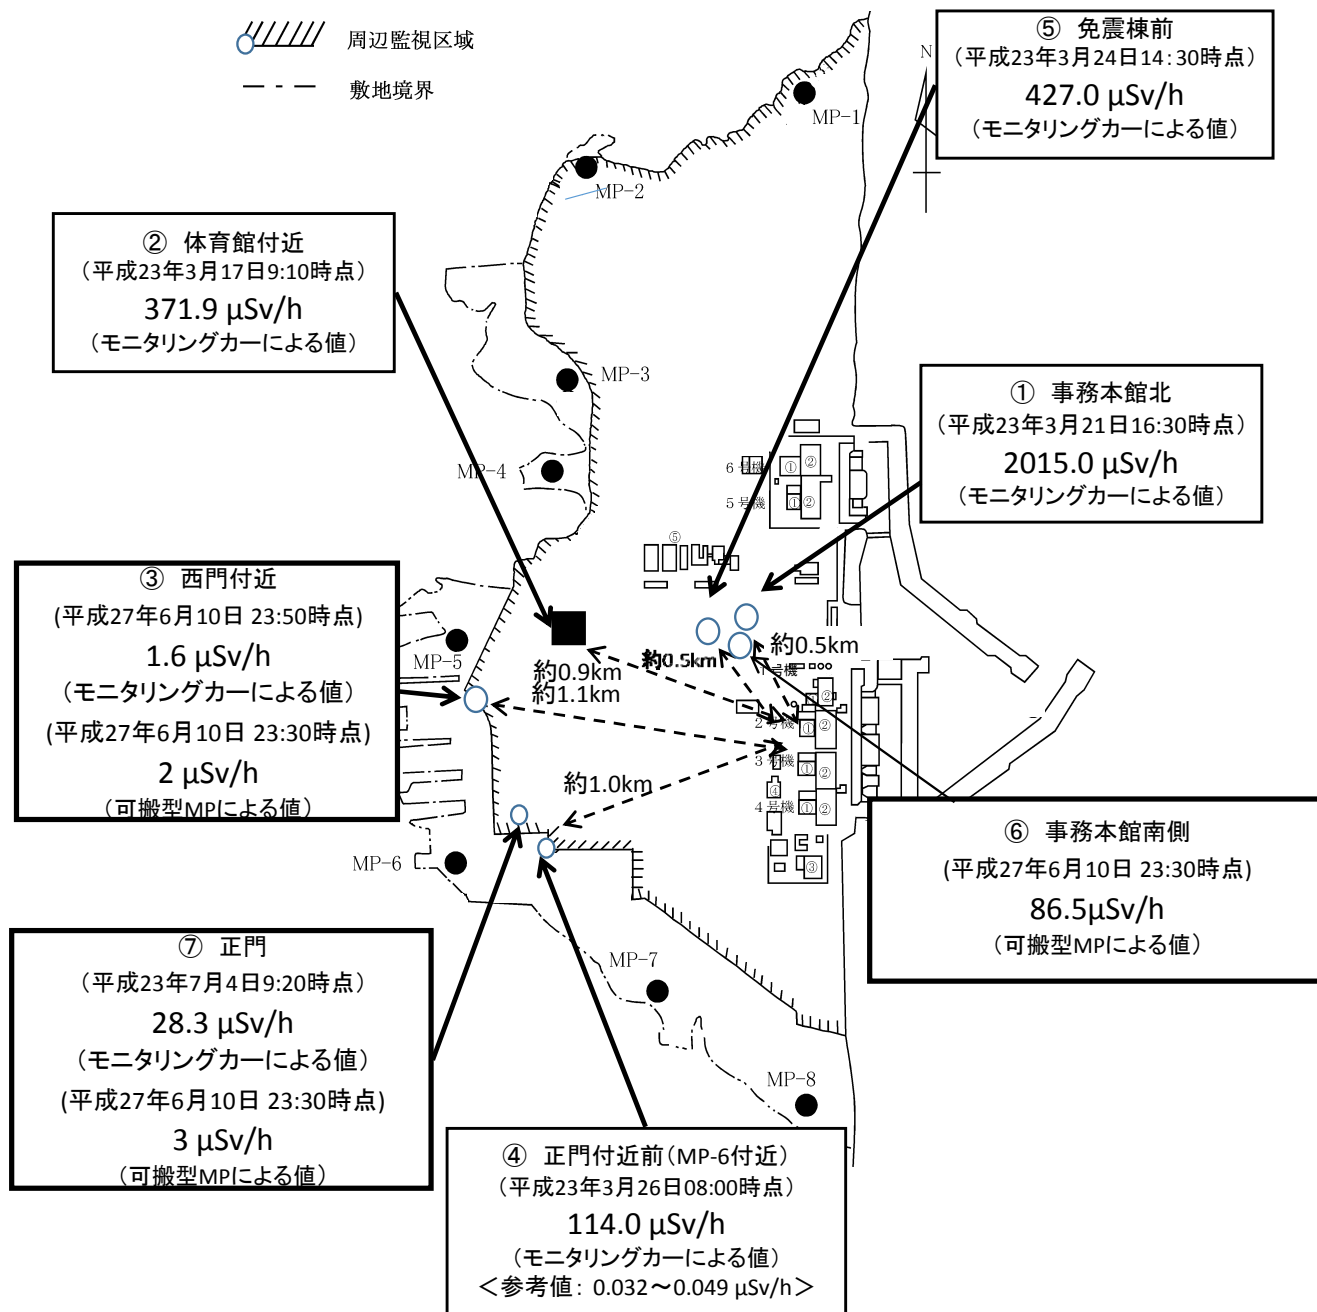 周辺監視区域
敷地境界
⑤ 免震棟前
（平成23年3月24日14:30時点）
427.0 μSv/h
（モニタリングカーによる値）
N
MP-1
MP-2
② 体育館付近
（平成23年3月17日9:10時点）
371.9 μSv/h
（モニタリングカーによる値）
MP-3
① 事務本館北
（平成23年3月21日16:30時点）
2015.0 μSv/h
（モニタリングカーによる値）
MP-4
6号機
①
②
5号機
①
②
⑤
③ 西門付近
(平成27年6月10日 23:50時点)
1.6 μSv/h
（モニタリングカーによる値）
(平成27年6月10日 23:30時点)
2 μSv/h
（可搬型MPによる値）
MP-5
約0.9km
約1.1km
約0.5km
約0.5km
1号機
②
2号機
①
②
3号機
①
②
④
4号機
①
②
③
約1.0km
MP-6
⑥ 事務本館南側
(平成27年6月10日 23:30時点)
86.5μSv/h
（可搬型MPによる値）
⑦ 正門
（平成23年7月4日9:20時点）
28.3 μSv/h
（モニタリングカーによる値）
(平成27年6月10日 23:30時点)
3 μSv/h
（可搬型MPによる値）
MP-7
MP-8
④ 正門付近前（MP-6付近）
（平成23年3月26日08:00時点）
114.0 μSv/h
（モニタリングカーによる値）
＜参考値： 0.032～0.049 μSv/h＞